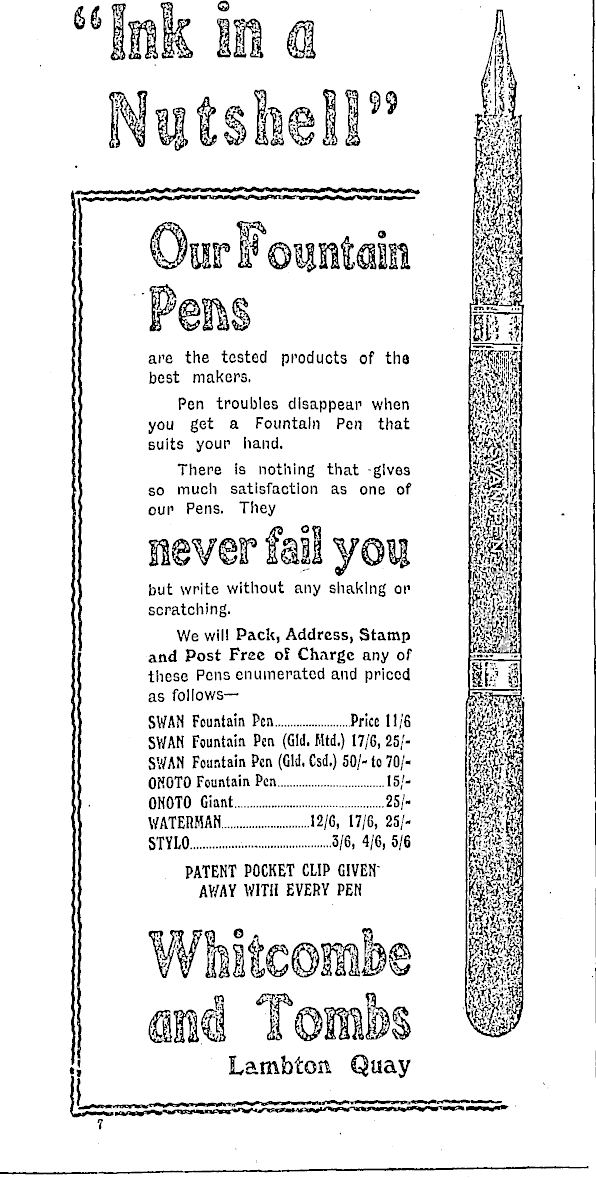 “Ink in a
Nutshell”
Our Fountain
Pens
are the tested products of the
best makers.
Pen troubles disappear when
you get a Fountain Pen that
suits your hand.
There is nothing that gives
so much satisfaction as one of
our Pens. They
never fail you
but write without any shaking or
scratching.
We will Pack, Address, Stamp
and Post Free of Charge any of
these Pens enumerated and priced
as follows—
SWAN Fountain Pen......................Price 11/6
SWAN Fountain Pen (Gld. Mtd.) 17/6, 25/-
SWAN Fountain Pen (Gld. Csd.) 50/- to 70/-
ONOTO Fountain Pen................................15/-
ONOTO Giant.............................................25/-
WATERMAN..........................12/6, 17/6, 25/-
STYLO..........................................3/6, 4/6, 5/6
PATENT POCKET CLIP GIVEN
AWAY WITH EVERY PEN
Whitcombe
and Tombs
Lambton Quay
7
SWAN PEN